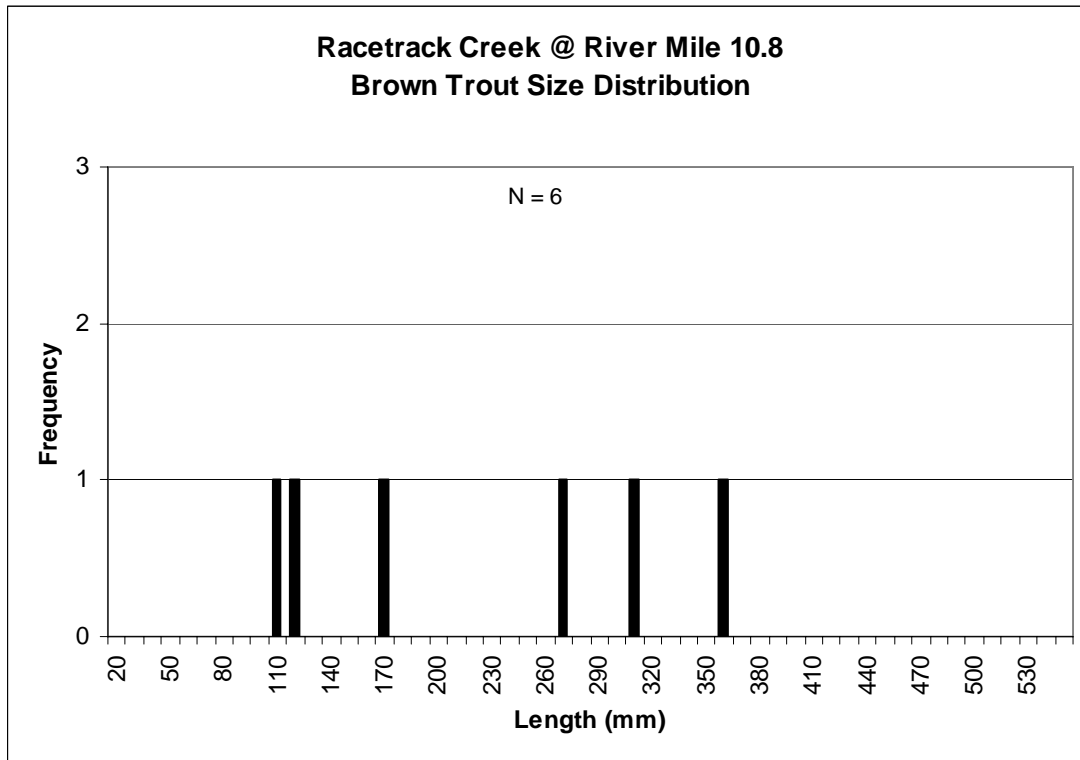 Racetrack Creek @ River Mile 10.8
Brown Trout Size Distribution
N = 6
3
2
1
0
Frequency
20 50 80 110 140 170 200 230 260 290 320 350 380 410 440 470 500 530
Length (mm)